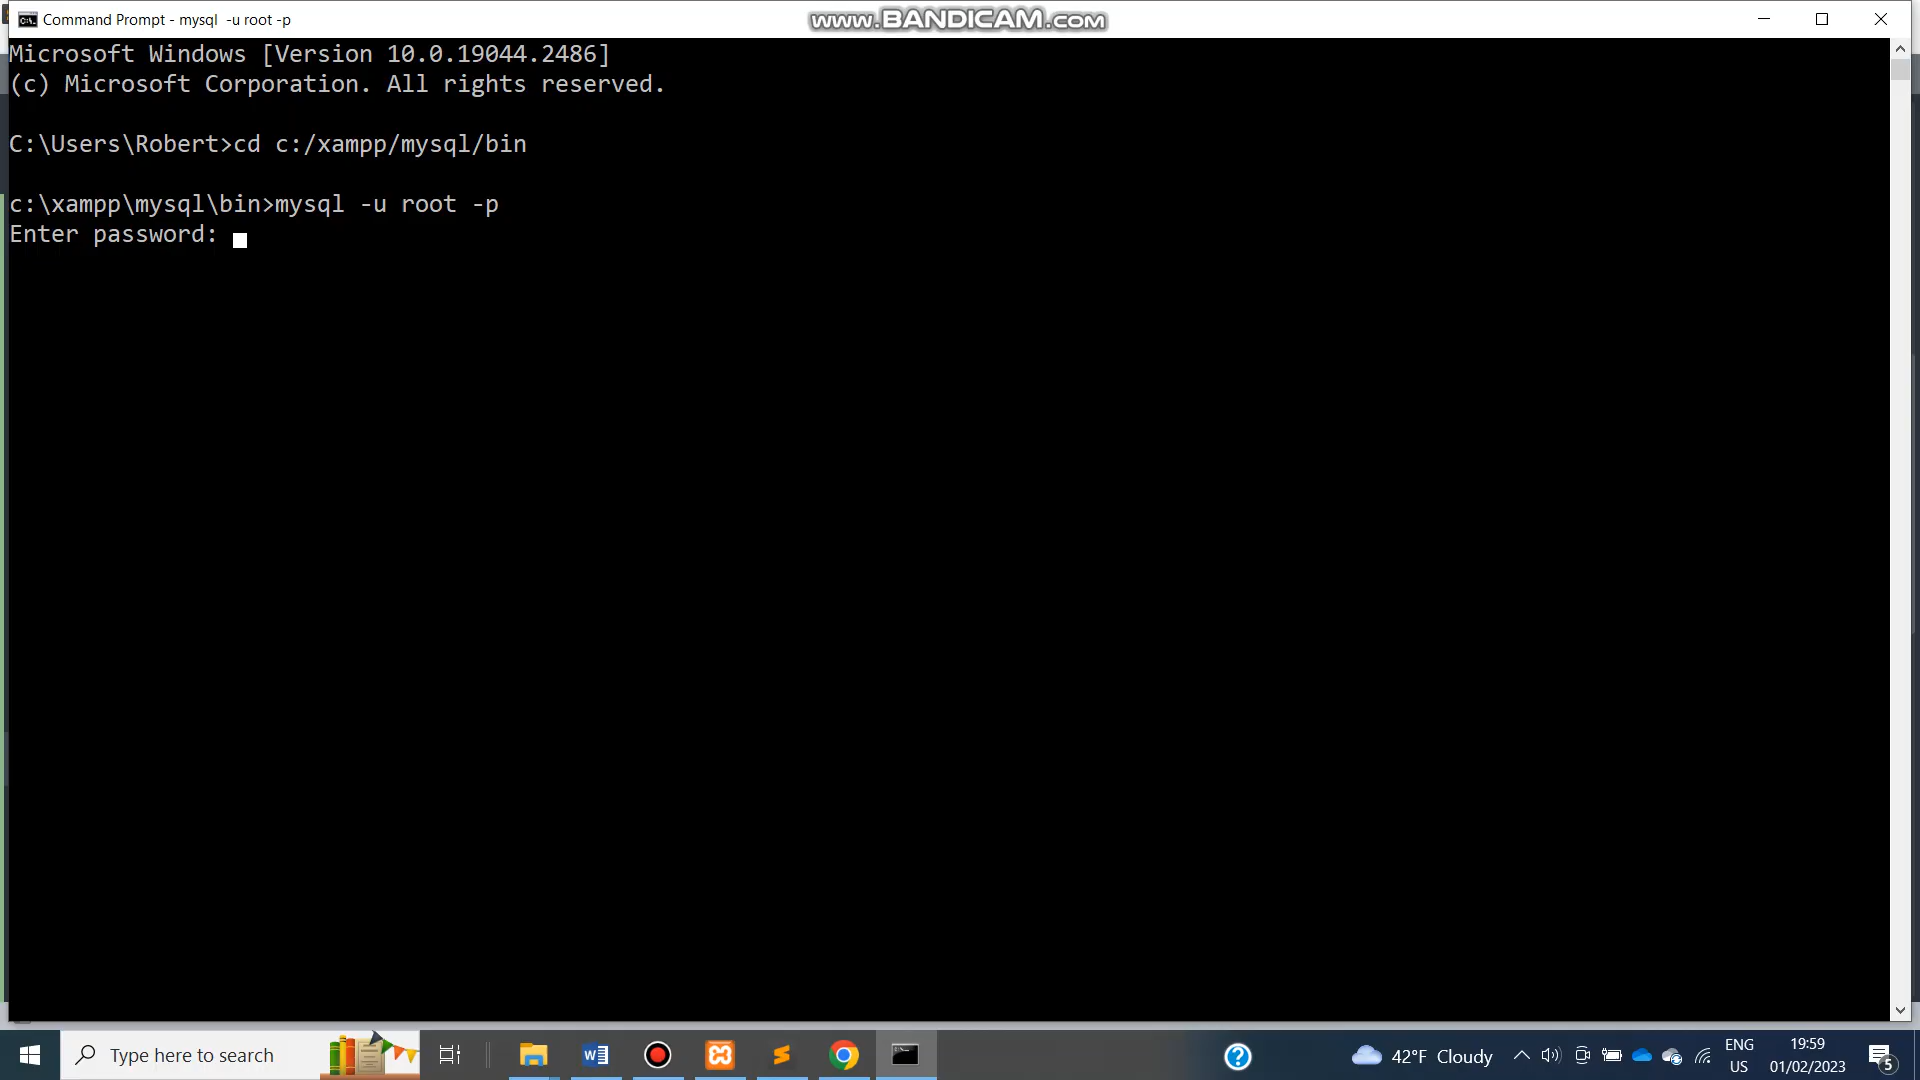 Command Prompt - mysql  -u root -p
www.BANDICAM.com
Microsoft Windows [Version 10.0.19044.2486]
(c) Microsoft Corporation. All rights reserved.
C:\Users\Robert>cd c:/xampp/mysql/bin
c:\xampp\mysql\bin>mysql -u root -p
Enter password:
Type here to search
42°F Cloudy
ENG
US
19:59
01/02/2023
5